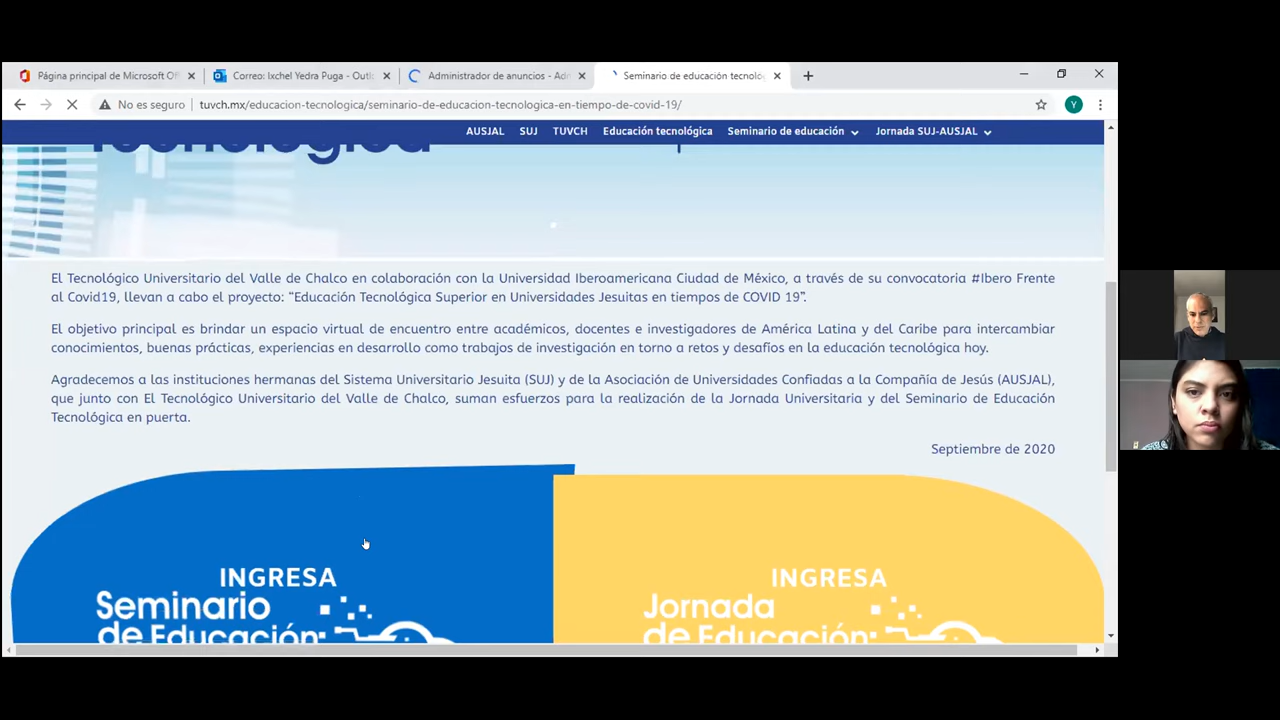 Página principal de Microsoft Of
Correo: Ixchel Yedra Puga - Outl
Administrador de anuncios - Adm
Seminario de educación tecnolo
No es seguro
tuvch.mx/educacion-tecnologica/seminario-de-educacion-tecnologica-en-tiempo-de-covid-19/
Y
AUSJAL SUJ TUVCH Educación tecnológica Seminario de educación Jornada SUJ-AUSJAL
Tecnológica
El Tecnológico Universitario del Valle de Chalco en colaboración con la Universidad Iberoamericana Ciudad de México, a través de su convocatoria #Ibero Frente
al Covid19, llevan a cabo el proyecto: “Educación Tecnológica Superior en Universidades Jesuitas en tiempos de COVID 19”.
El objetivo principal es brindar un espacio virtual de encuentro entre académicos, docentes e investigadores de América Latina y del Caribe para intercambiar
conocimientos, buenas prácticas, experiencias en desarrollo como trabajos de investigación en torno a retos y desafíos en la educación tecnológica hoy.
Agradecemos a las instituciones hermanas del Sistema Universitario Jesuita (SUJ) y de la Asociación de Universidades Confiadas a la Compañía de Jesús (AUSJAL),
que junto con El Tecnológico Universitario del Valle de Chalco, suman esfuerzos para la realización de la Jornada Universitaria y del Seminario de Educación
Tecnológica en puerta.
Septiembre de 2020
INGRESA
Seminario
de Educación:
INGRESA
Jornada
de Educación: